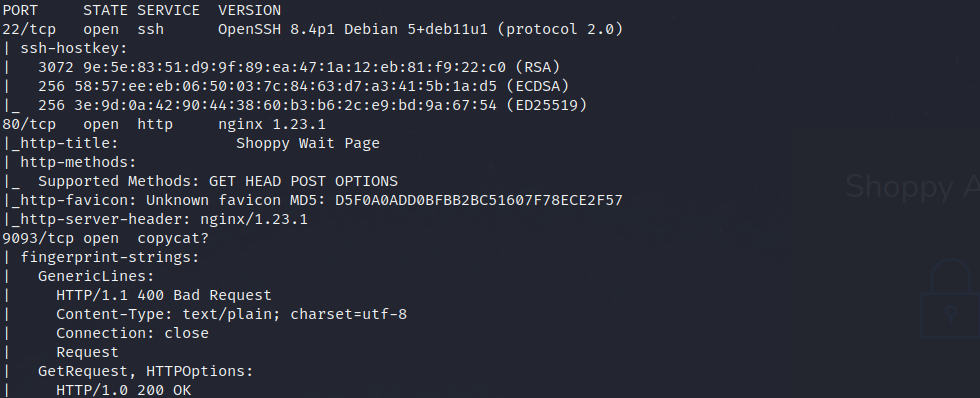 PORT     STATE SERVICE  VERSION
22/tcp   open  ssh      OpenSSH 8.4p1 Debian 5+deb11u1 (protocol 2.0)
| ssh-hostkey:
|   3072 9e:5e:83:51:d9:9f:89:ea:47:1a:12:eb:81:f9:22:c0 (RSA)
|   256 58:57:ee:eb:06:50:03:7c:84:63:d7:a3:41:5b:1a:d5 (ECDSA)
|_  256 3e:9d:0a:42:90:44:38:60:b3:b6:2c:e9:bd:9a:67:54 (ED25519)
80/tcp   open  http     nginx 1.23.1
|_http-title:             Shoppy Wait Page
| http-methods:
|_  Supported Methods: GET HEAD POST OPTIONS
|_http-favicon: Unknown favicon MD5: D5F0A0ADD0BFBB2BC51607F78ECE2F57
|_http-server-header: nginx/1.23.1
9093/tcp open  copycat?
| fingerprint-strings:
|   GenericLines:
|     HTTP/1.1 400 Bad Request
|     Content-Type: text/plain; charset=utf-8
|     Connection: close
|     Request
|   GetRequest, HTTPOptions:
|     HTTP/1.0 200 OK
Shoppy A